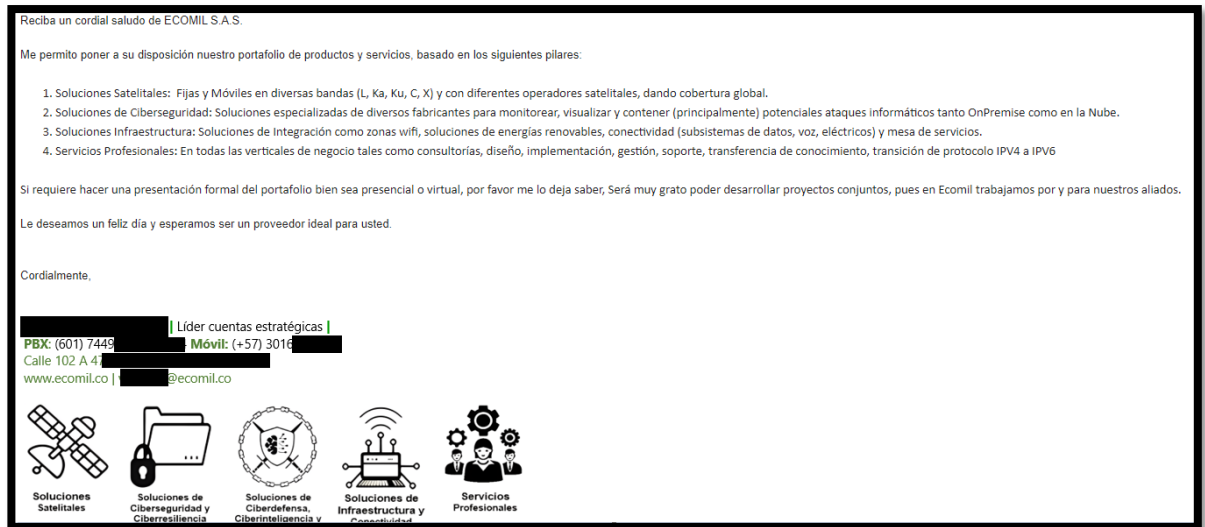 Reciba un cordial saludo de ECOMIL S.A.S.
Me permito poner a su disposición nuestro portafolio de productos y servicios, basado en los siguientes pilares:
1. Soluciones Satelitales: Fijas y Móviles en diversas bandas (L, Ka, Ku, C, X) y con diferentes operadores satelitales, dando cobertura global.
2. Soluciones de Ciberseguridad: Soluciones especializadas de diversos fabricantes para monitorear, visualizar y contener (principalmente) potenciales ataques informáticos tanto OnPremise como en la Nube.
3. Soluciones Infraestructura: Soluciones de Integración como zonas wifi, soluciones de energías renovables, conectividad (subsistemas de datos, voz, eléctricos) y mesa de servicios.
4. Servicios Profesionales: En todas las verticales de negocio tales como consultorías, diseño, implementación, gestión, soporte, transferencia de conocimiento, transición de protocolo IPV4 a IPV6
Si requiere hacer una presentación formal del portafolio bien sea presencial o virtual, por favor me lo deja saber, Será muy grato poder desarrollar proyectos conjuntos, pues en Ecomil trabajamos por y para nuestros aliados.
Le deseamos un feliz día y esperamos ser un proveedor ideal para usted.
Cordialmente,
| Líder cuentas estratégicas |
PBX: (601) 7449 - Móvil: (+57) 3016
Calle 102 A 47
www.ecomil.co | @ecomil.co
Soluciones
Satelitales
Soluciones de
Ciberseguridad y
Ciberresiliencia
Soluciones de
Ciberdefensa,
Ciberinteligencia y
Soluciones de
Infraestructura y
Conectividad
Servicios
Profesionales